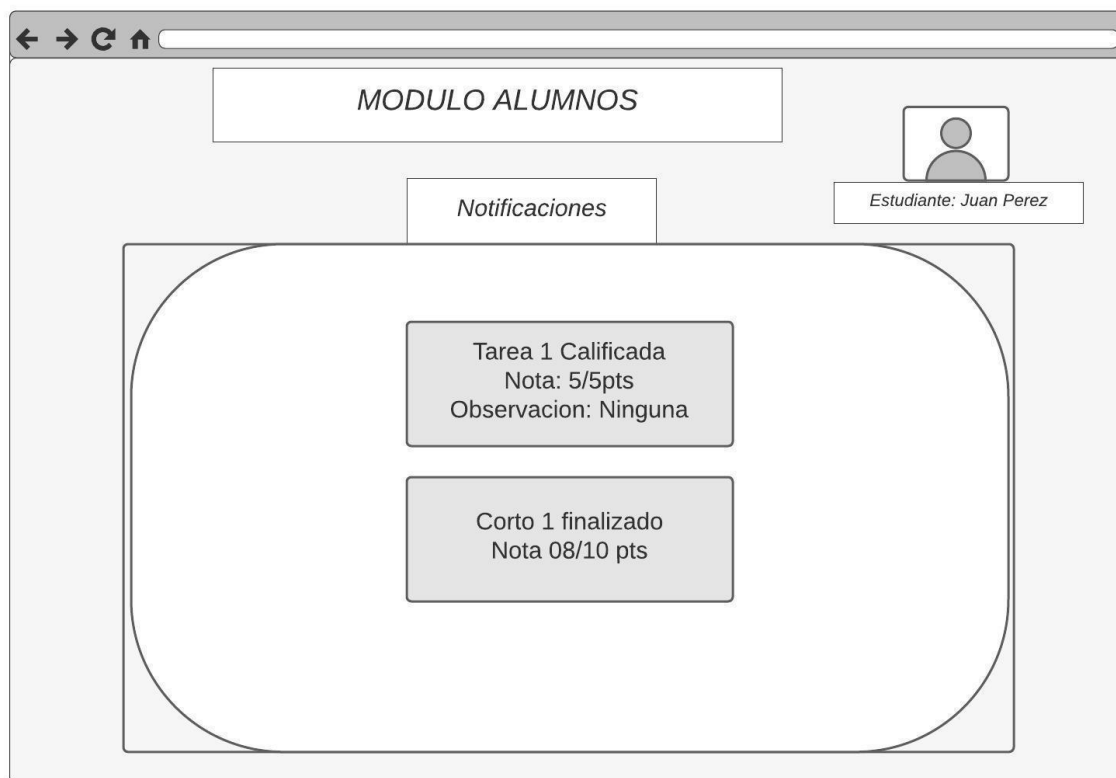 MODULO ALUMNOS
Estudiante: Juan Perez
Notificaciones
Tarea 1 Calificada
Nota: 5/5pts
Observacion: Ninguna
Corto 1 finalizado
Nota 08/10 pts